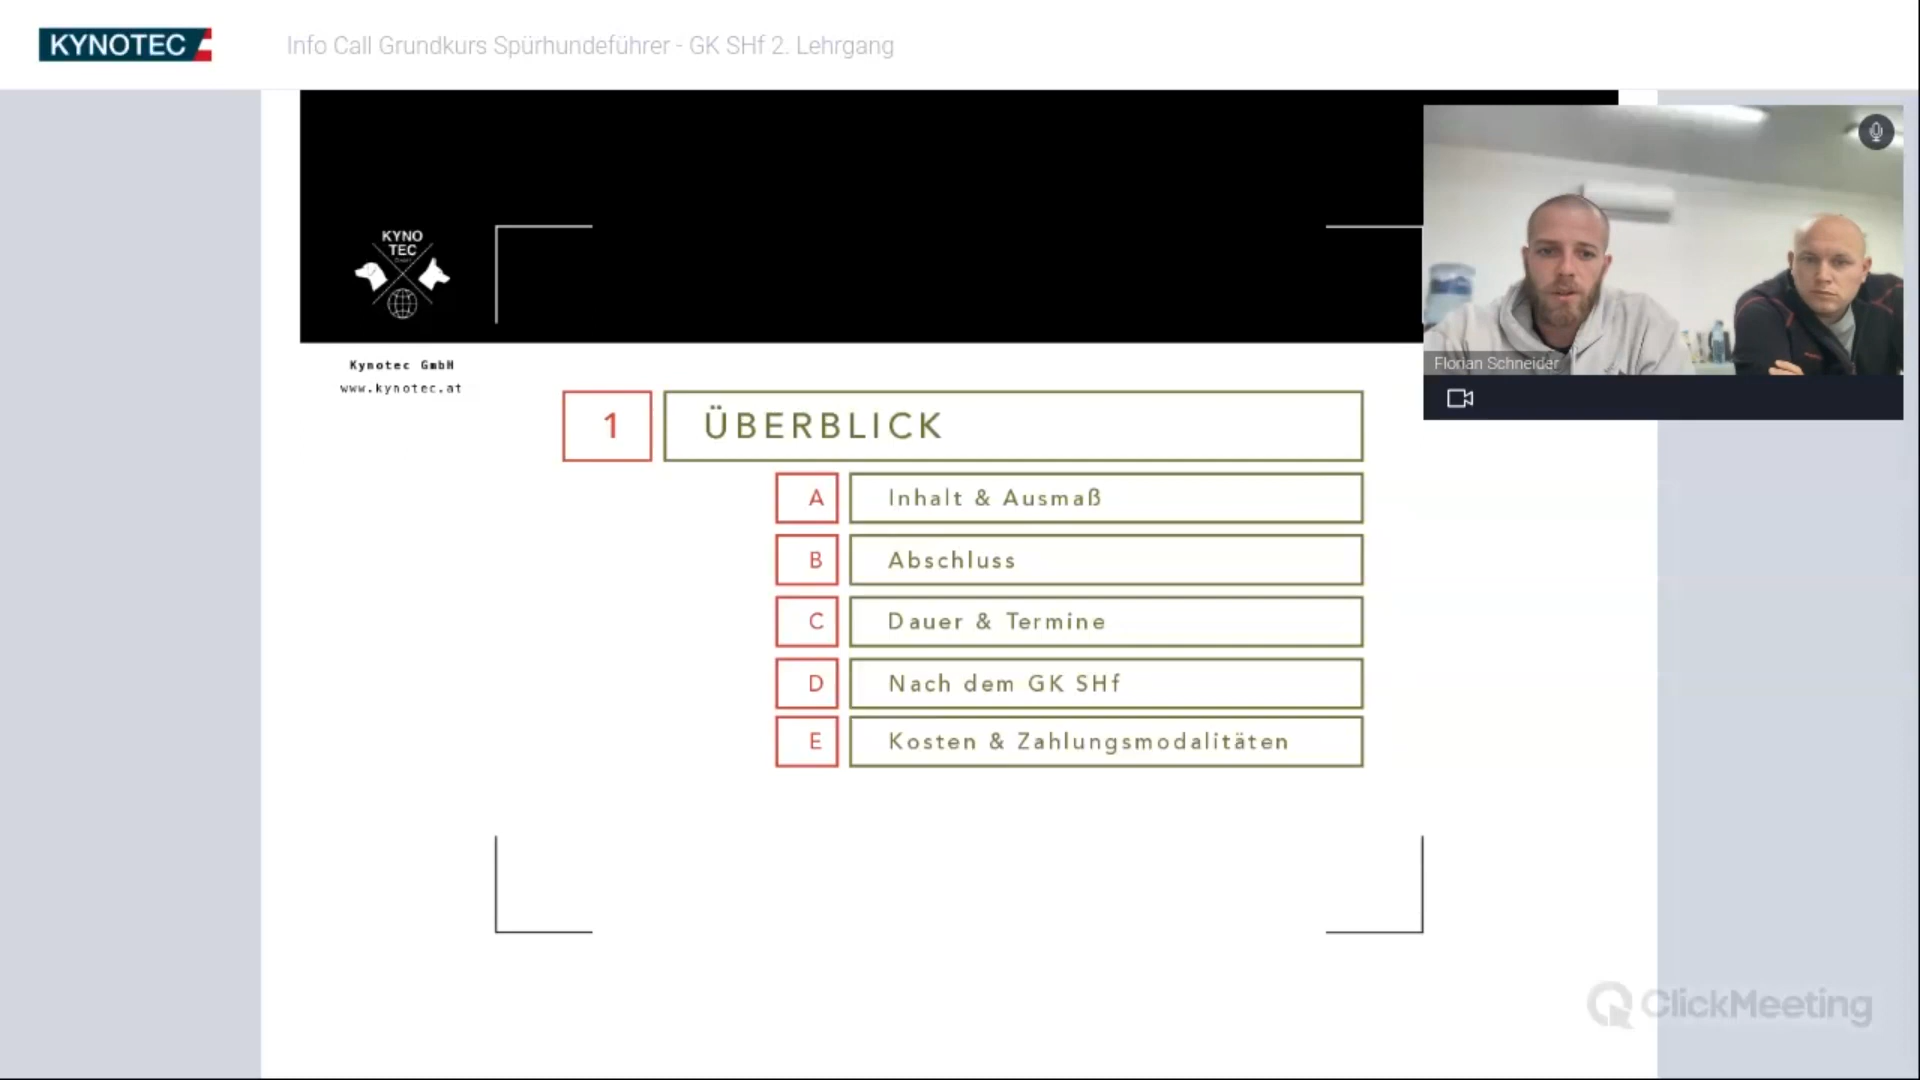 KYNOTEC
Info Call Grundkurs Spürhundeführer - GK SHf 2. Lehrgang
KYNO
TEC
Kynotec GmbH
www.kynotec.at
Florian Schneider
1 ÜBERBLICK
A Inhalt & Ausmaß
B Abschluss
C Dauer & Termine
D Nach dem GK SHf
E Kosten & Zahlungsmodalitäten
ClickMeeting